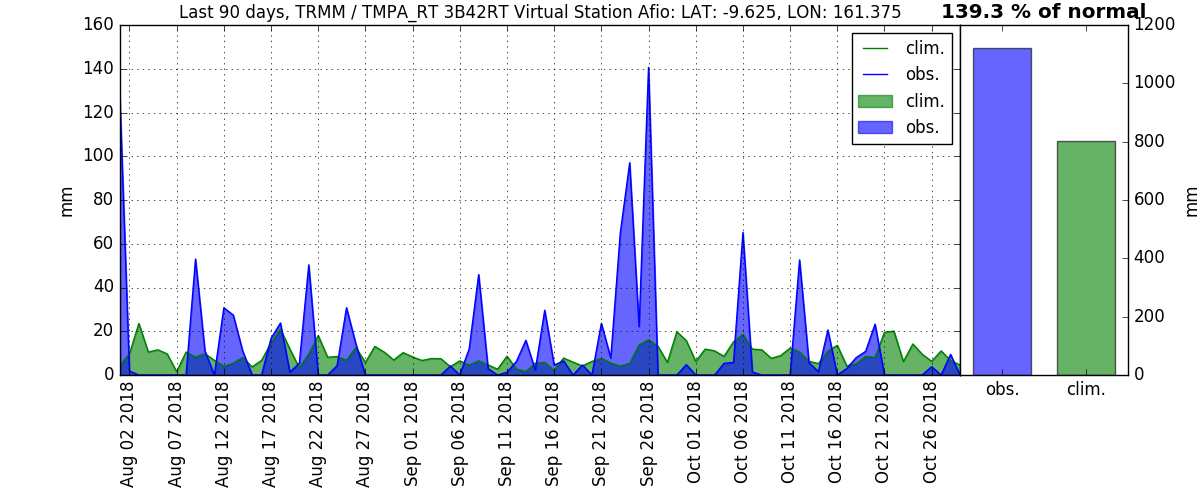 Last 90 days, TRMM / TMPA_RT 3B42RT Virtual Station Afio: LAT: -9.625, LON: 161.375
139.3 % of normal
160
140
120
100
80
60
40
20
0
mm
clim.
obs.
clim.
obs.
Aug 02 2018
Aug 07 2018
Aug 12 2018
Aug 17 2018
Aug 22 2018
Aug 27 2018
Sep 01 2018
Sep 06 2018
Sep 11 2018
Sep 16 2018
Sep 21 2018
Sep 26 2018
Oct 01 2018
Oct 06 2018
Oct 11 2018
Oct 16 2018
Oct 21 2018
Oct 26 2018
1200
1000
800
600
400
200
0
mm
obs.
clim.